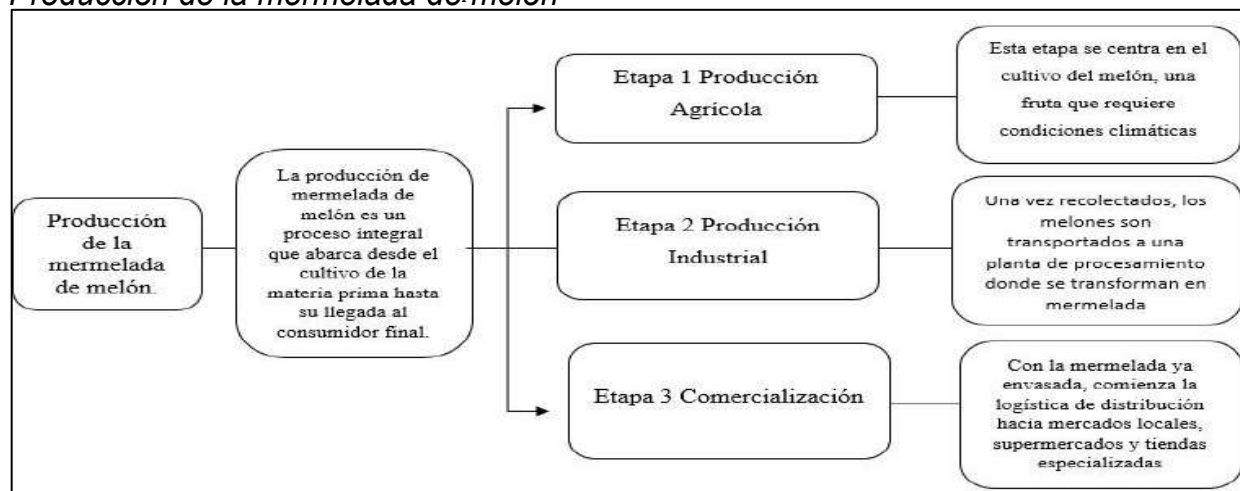 Producción de la mermelada de melón
Producción
de la
mermelada
de melón.
La producción de
mermelada de
melón es un
proceso integral
que abarca desde el
cultivo de la
materia prima hasta
su llegada al
consumidor final.
Etapa 1 Producción
Agrícola
Esta etapa se centra en el
cultivo del melón, una
fruta que requiere
condiciones climáticas
Etapa 2 Producción
Industrial
Una vez recolectados, los
melones son
transportados a una
planta de procesamiento
donde se transforman en
mermelada
Etapa 3 Comercialización
Con la mermelada ya
envasada, comienza la
logística de distribución
hacia mercados locales,
supermercados y tiendas
especializadas